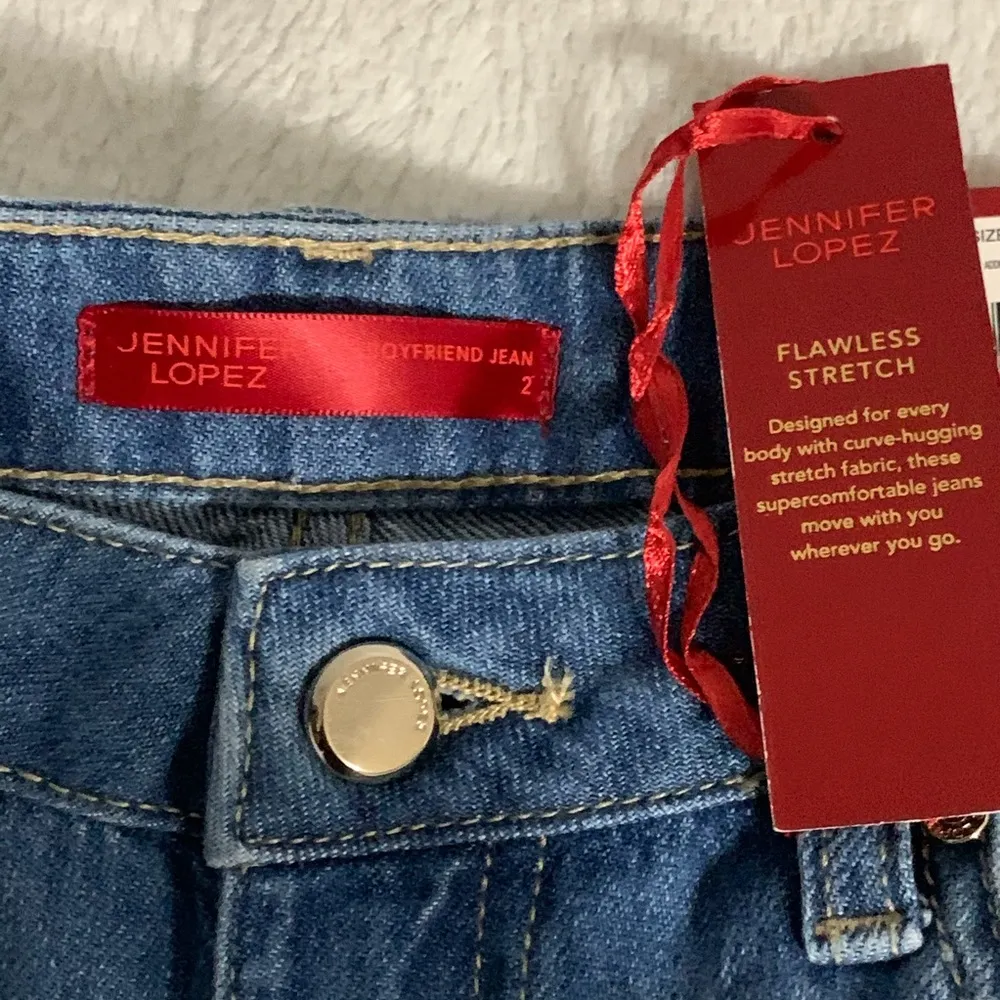 JENNIFER
LOPEZ
BOYFRIEND JEAN
2
JENNIFER
LOPEZ
FLAWLESS
STRETCH
Designed for every
body with curve-hugging
stretch fabric, these
supercomfortable jeans
move with you
wherever you go.
SIZE